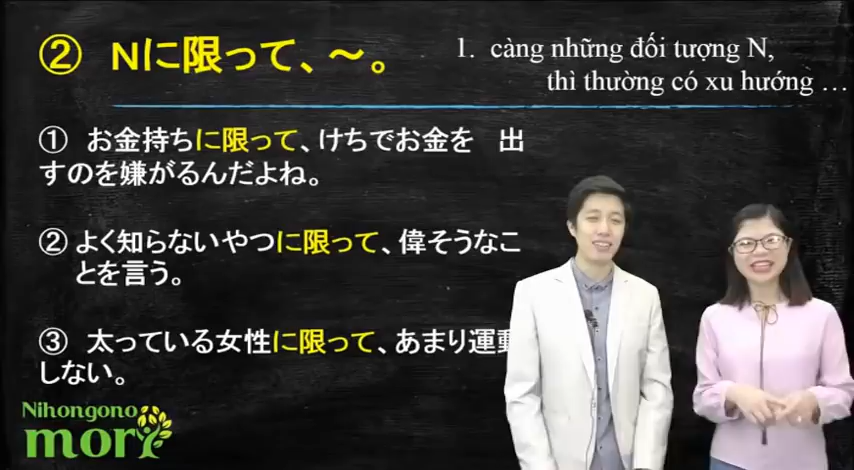 ② Nに限って、～。
1. càng những đối tượng N,
thì thường có xu hướng …
① お金持ちに限って、けちでお金を 出
すのを嫌がるんだよね。
② よく知らないやつに限って、偉そうなこ
とを言う。
③ 太っている女性に限って、あまり運動
しない。
Nihongono
mori